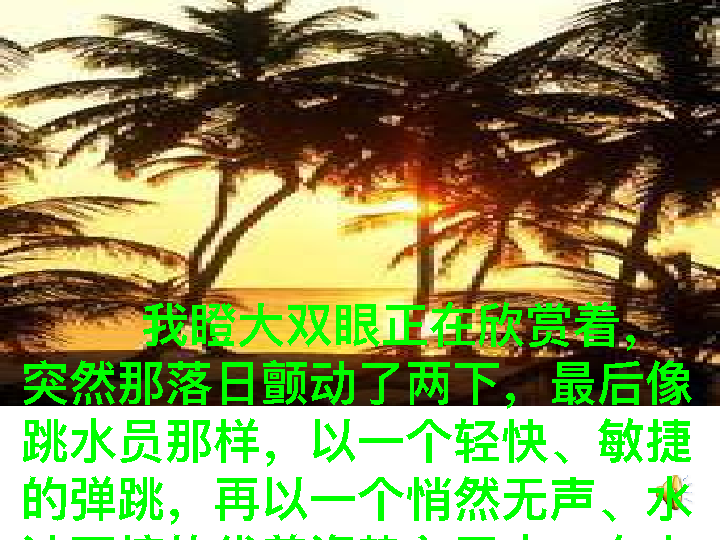 我瞪大双眼正在欣赏着，
突然那落日颤动了两下，最后像
跳水员那样，以一个轻快、敏捷
的弹跳，再以一个悄然无声、水